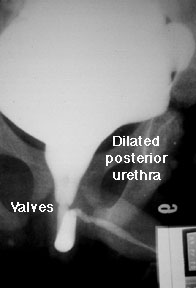 Dilated
posterior
urethra
Valves